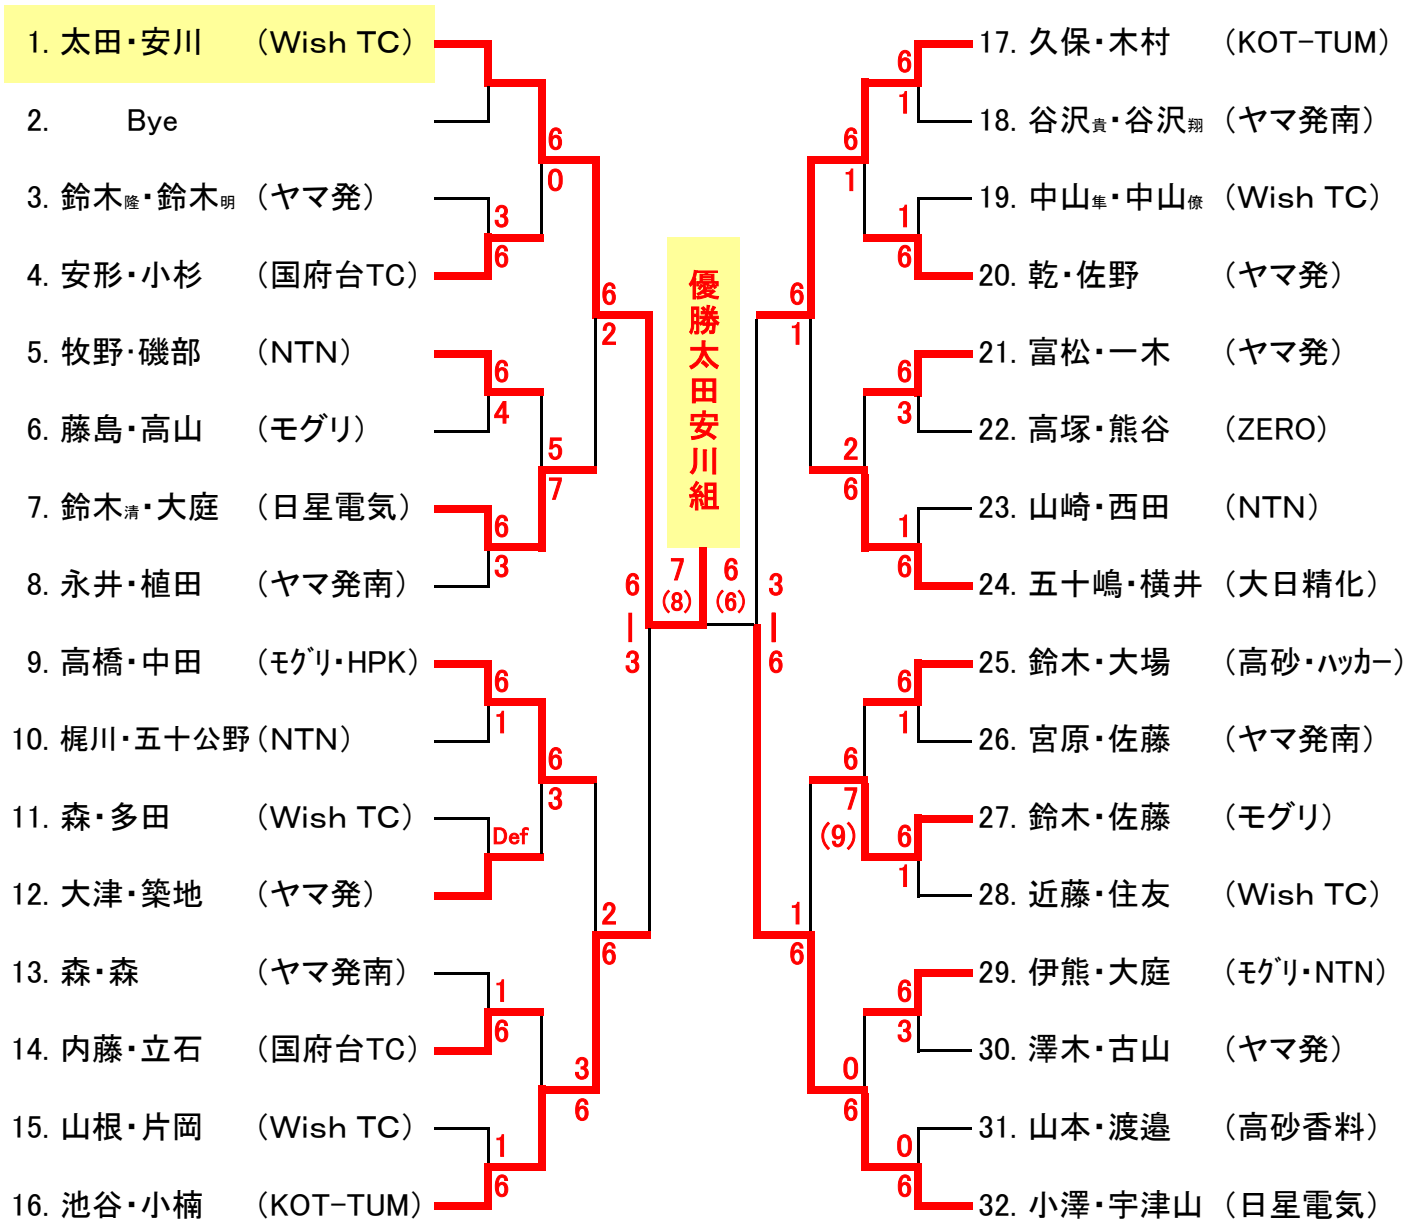 1. 太田・安川 (Wish TC)
2. Bye
3. 鈴木隆・鈴木明 (ヤマ発)
4. 安形・小杉 (国府台TC)
5. 牧野・磯部 (NTN)
6. 藤島・高山 (モグリ)
7. 鈴木清・大庭 (日星電気)
8. 永井・植田 (ヤマ発南)
9. 高橋・中田 (モグリ・HPK)
10. 梶川・五十公野 (NTN)
11. 森・多田 (Wish TC)
12. 大津・築地 (ヤマ発)
13. 森・森 (ヤマ発南)
14. 内藤・立石 (国府台TC)
15. 山根・片岡 (Wish TC)
16. 池谷・小楠 (KOT-TUM)
3
6
6
4
6
3
6
1
Def
1
6
1
6
6
0
5
7
6
3
3
6
6
2
2
6
6-3
7
(8)
優勝太田安川組
6
(6)
3-6
6
1
1
6
6
1
2
6
6
7
(9)
0
6
6
1
1
6
6
3
1
6
6
1
6
1
6
3
0
6
17. 久保・木村 (KOT-TUM)
18. 谷沢貴・谷沢翔 (ヤマ発南)
19. 中山隼・中山僚 (Wish TC)
20. 乾・佐野 (ヤマ発)
21. 富松・一木 (ヤマ発)
22. 高塚・熊谷 (ZERO)
23. 山崎・西田 (NTN)
24. 五十嶋・横井 (大日精化)
25. 鈴木・大場 (高砂・ハッカー)
26. 宮原・佐藤 (ヤマ発南)
27. 鈴木・佐藤 (モグリ)
28. 近藤・住友 (Wish TC)
29. 伊熊・大庭 (モグリ・NTN)
30. 澤木・古山 (ヤマ発)
31. 山本・渡邉 (高砂香料)
32. 小澤・宇津山 (日星電気)